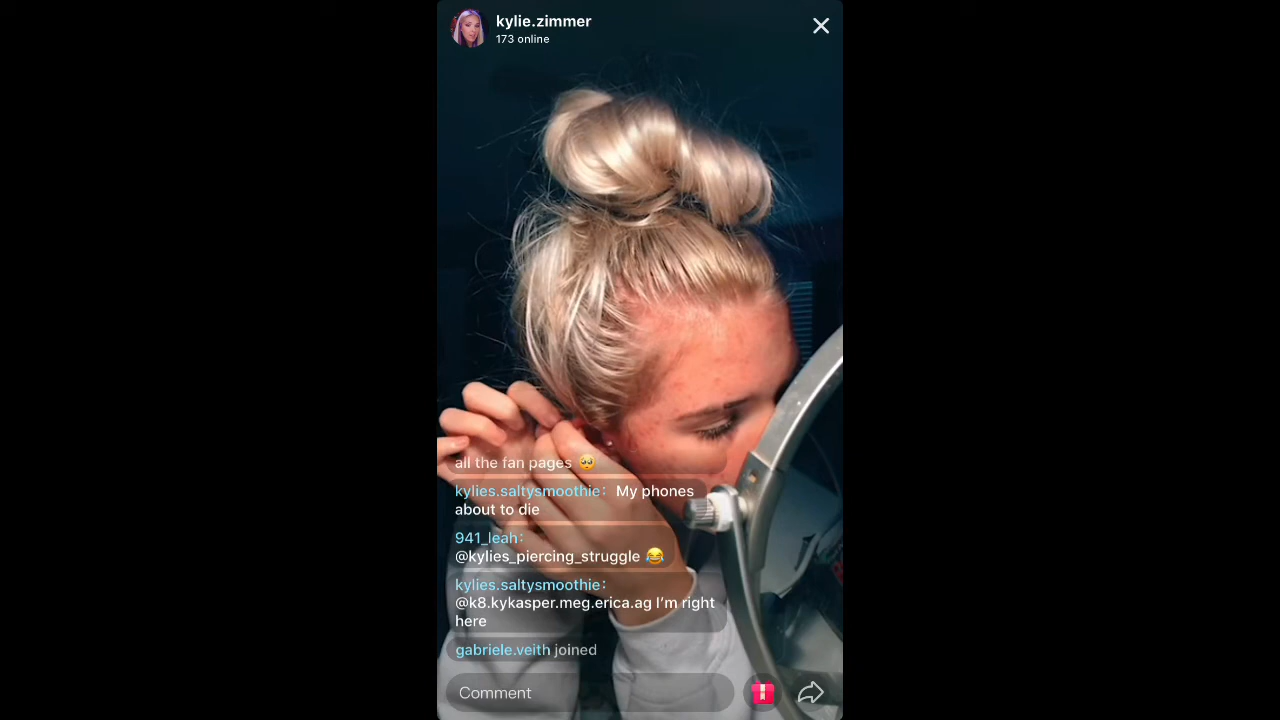 kylie.zimmer
173 online
all the fan pages 🥺
kylies.saltysmoothie: My phones
about to die
941_leah:
@kylies_piercing_struggle 😂
kylies.saltysmoothie:
@k8.kykasper.meg.erica.ag I’m right
here
gabriele.veith joined
Comment